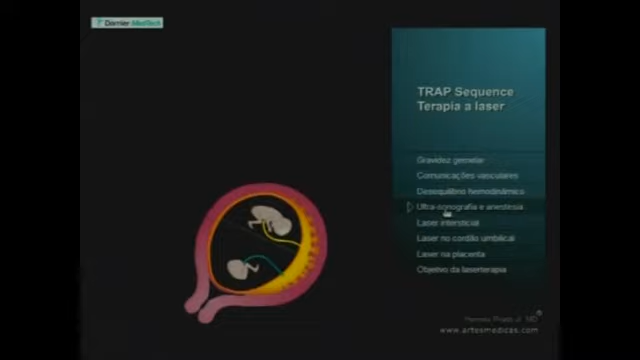 Dornier MedTech
TRAP Sequence
Terapia a laser
Gravidez gemelar
Comunicações vasculares
Desequilíbrio hemodinâmico
Ultra-sonografia e anestesia
Laser intersticial
Laser no cordão umbilical
Laser na placenta
Objetivo da laserterapia
MD
www.artesmedicas.com